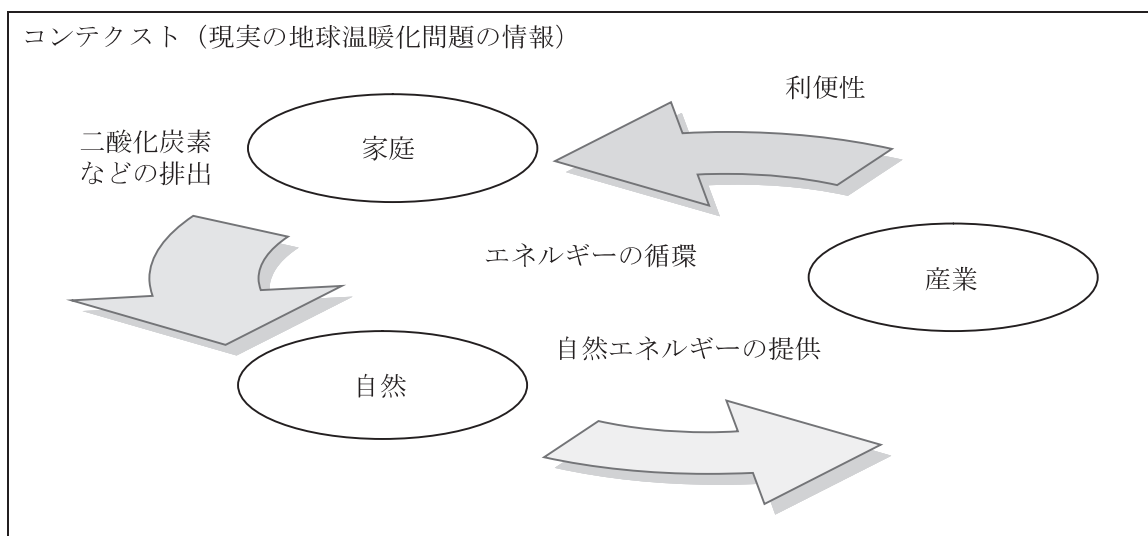 コンテクスト（現実の地球温暖化問題の情報）
利便性
二酸化炭素
などの排出
家庭
エネルギーの循環
産業
自然エネルギーの提供
自然